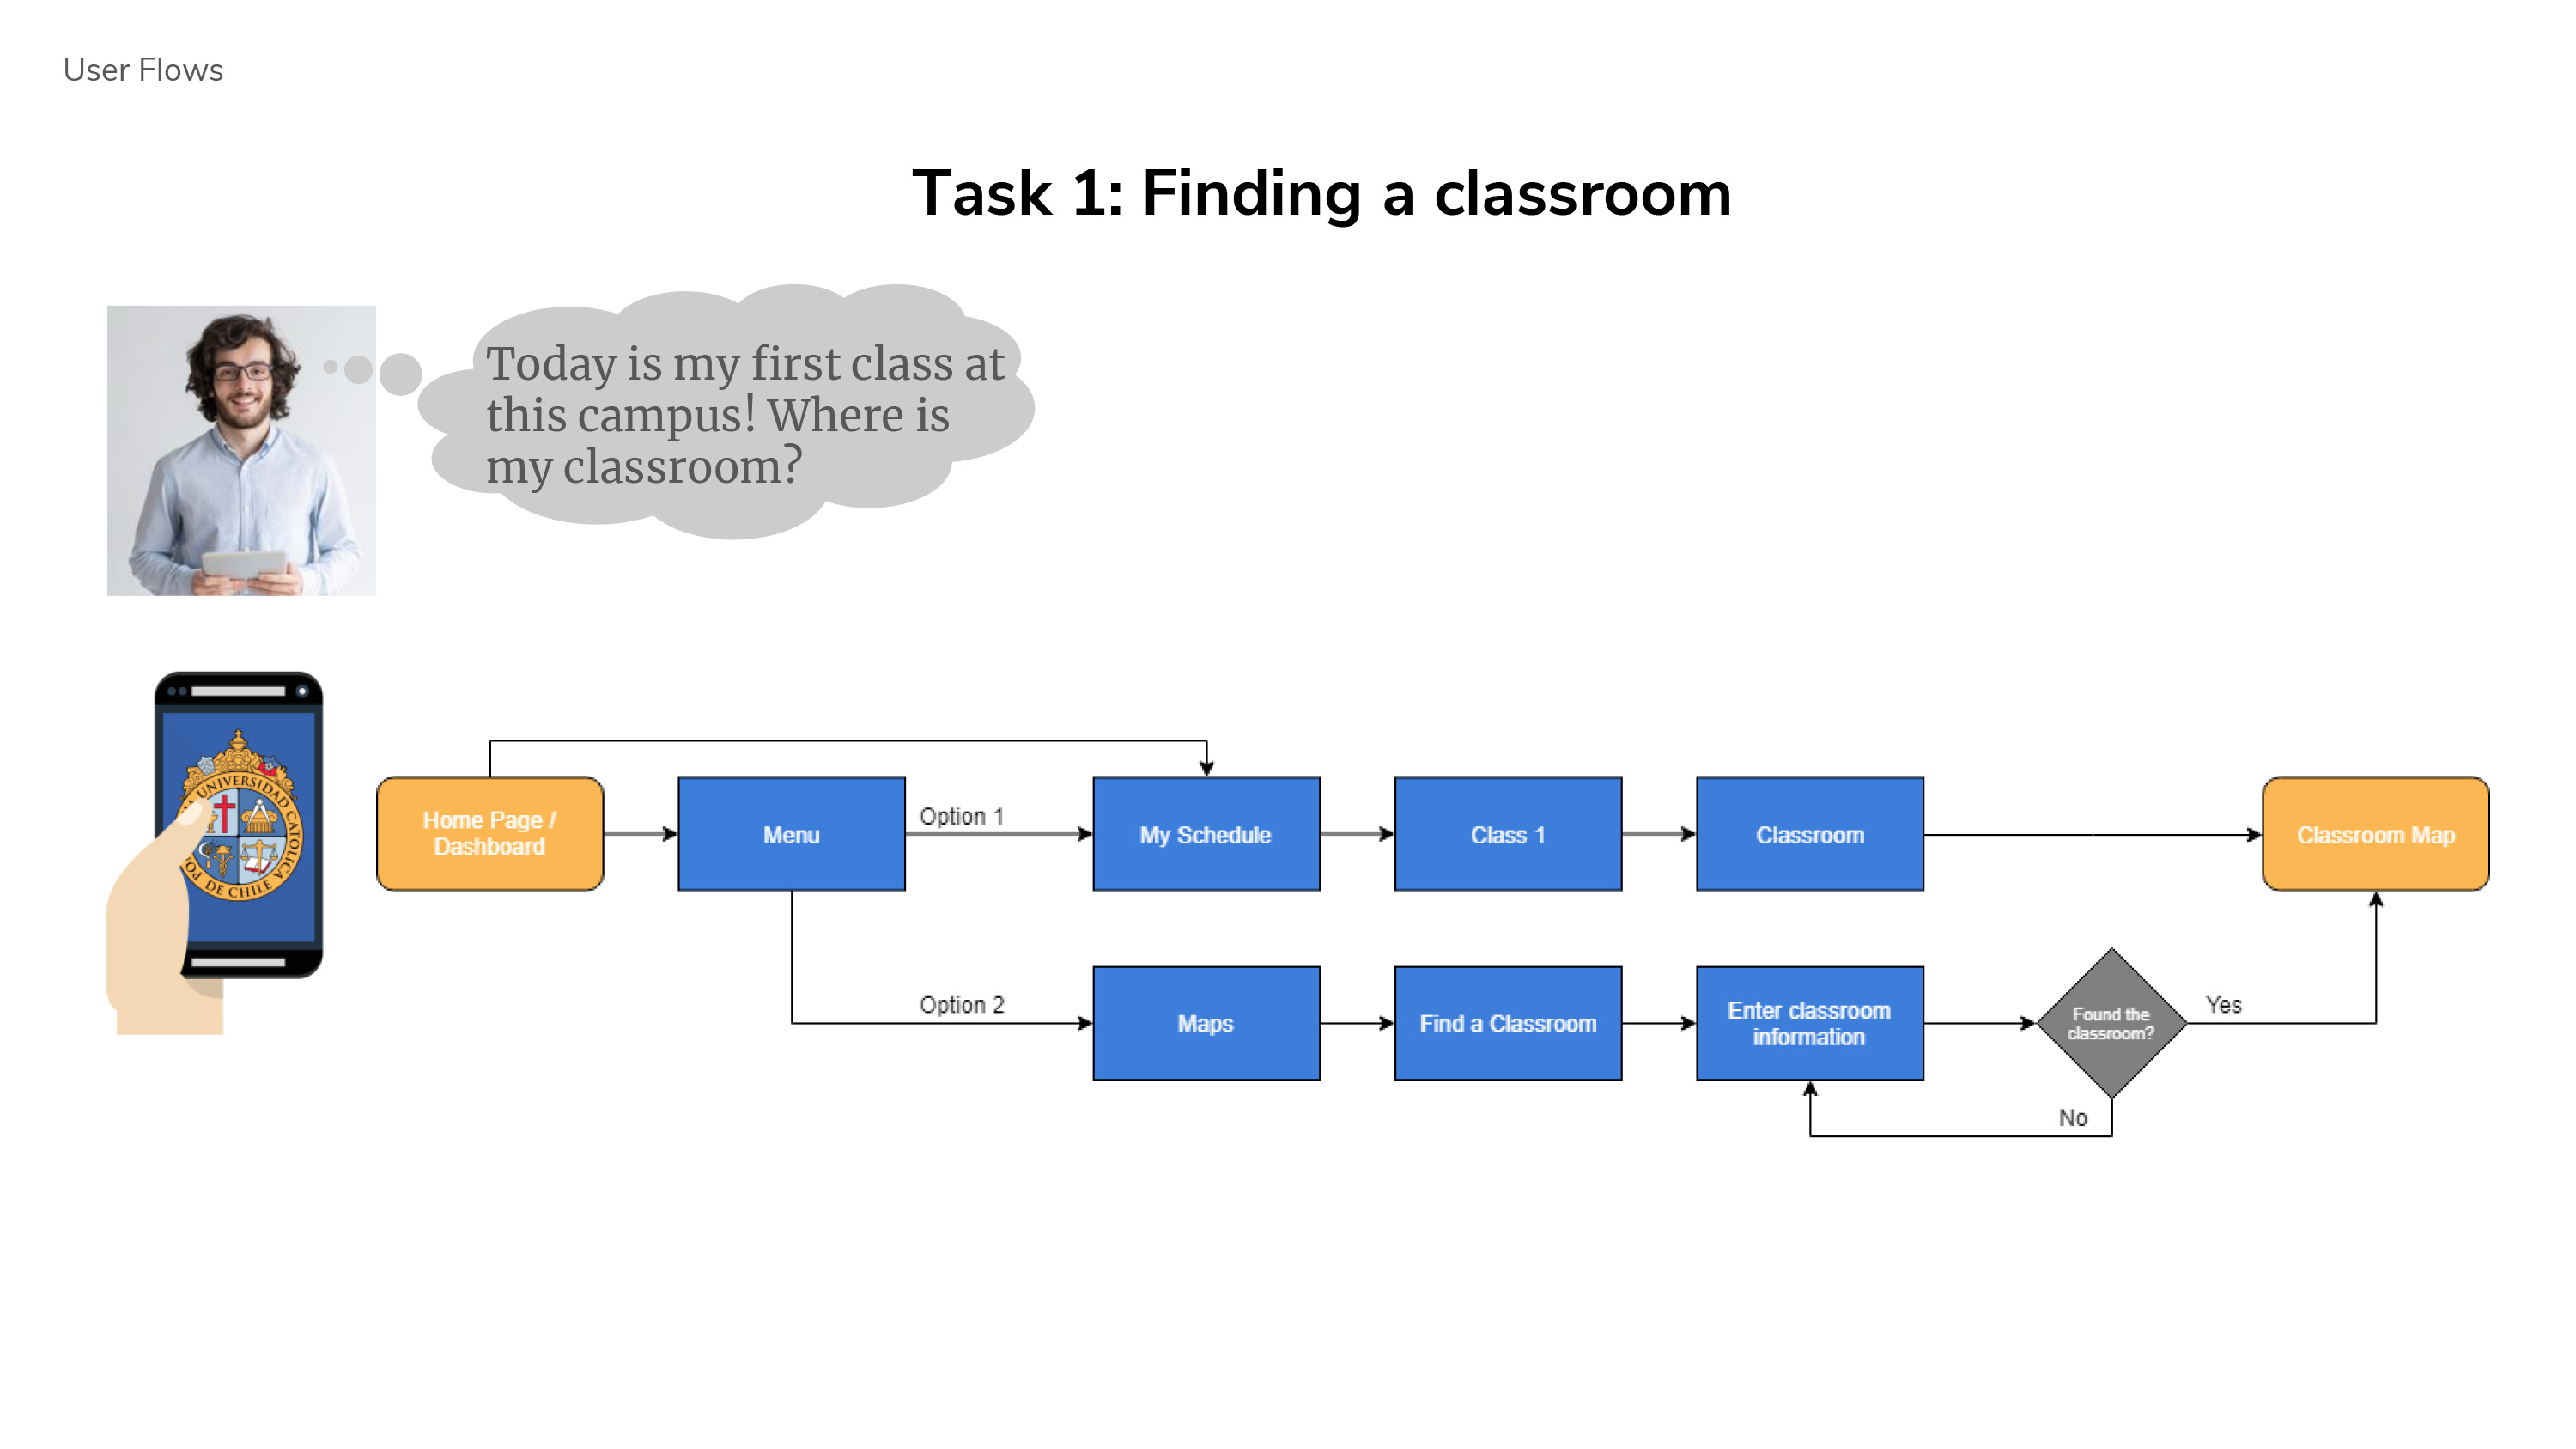 User Flows
Task 1: Finding a classroom
Today is my first class at
this campus! Where is
my classroom?
UNIVERSIDAD CATOLICA
DE CHILE
Home Page /
Dashboard
Menu
Option 1
My Schedule
Class 1
Classroom
Classroom Map
Option 2
Maps
Find a Classroom
Enter classroom
information
Found the
classroom?
Yes
No